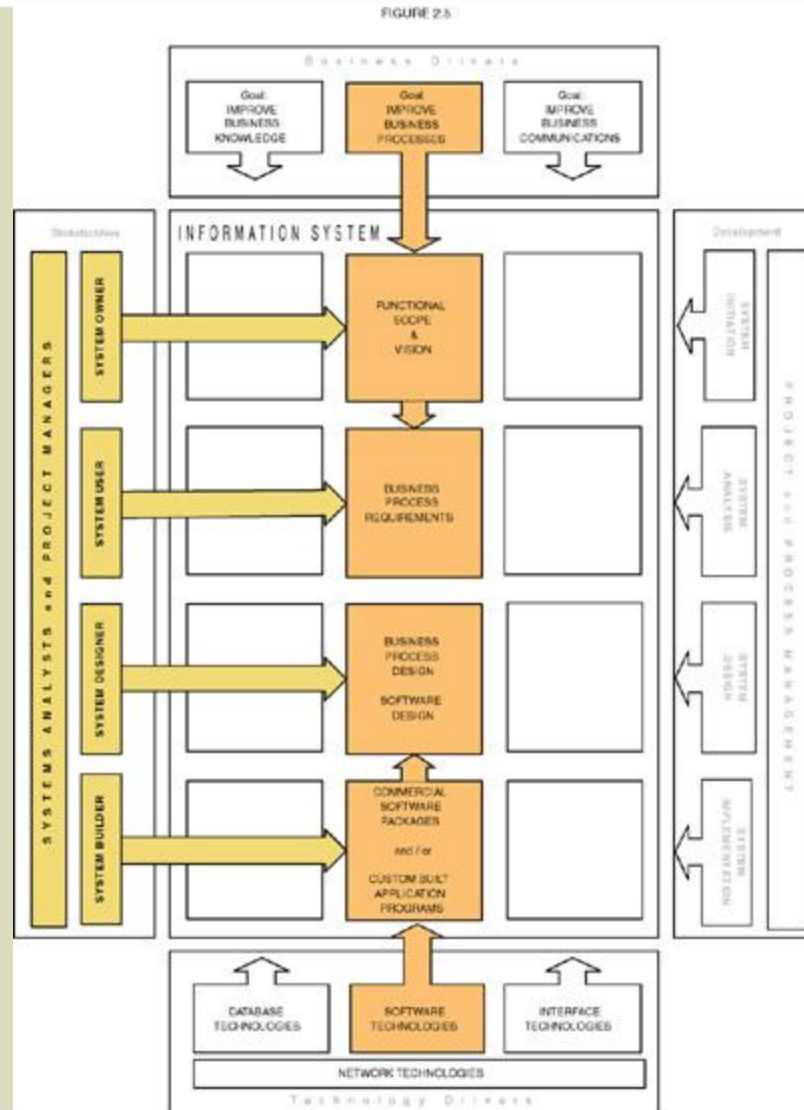 FIGURE 2.5
Business Drivers
Goal:
IMPROVE
BUSINESS
KNOWLEDGE
Goal:
IMPROVE
BUSINESS
PROCESSES
Goal:
IMPROVE
BUSINESS
COMMUNICATIONS
Stakeholders
SYSTEMS ANALYSTS and PROJECT MANAGERS
SYSTEM OWNER
SYSTEM USER
SYSTEM DESIGNER
SYSTEM BUILDER
INFORMATION SYSTEM
FUNCTIONAL
SCOPE
&
VISION
BUSINESS
PROCESS
REQUIREMENTS
BUSINESS
PROCESS
DESIGN
SOFTWARE
DESIGN
COMMERCIAL
SOFTWARE
PACKAGES
and / or
CUSTOM BUILT
APPLICATION
PROGRAMS
Development
SYSTEM
INITIATION
SYSTEM
ANALYSIS
SYSTEM
DESIGN
SYSTEM
IMPLEMENTATION
PROJECT and PROCESS MANAGEMENT
DATABASE
TECHNOLOGIES
SOFTWARE
TECHNOLOGIES
INTERFACE
TECHNOLOGIES
NETWORK TECHNOLOGIES
Technology Drivers